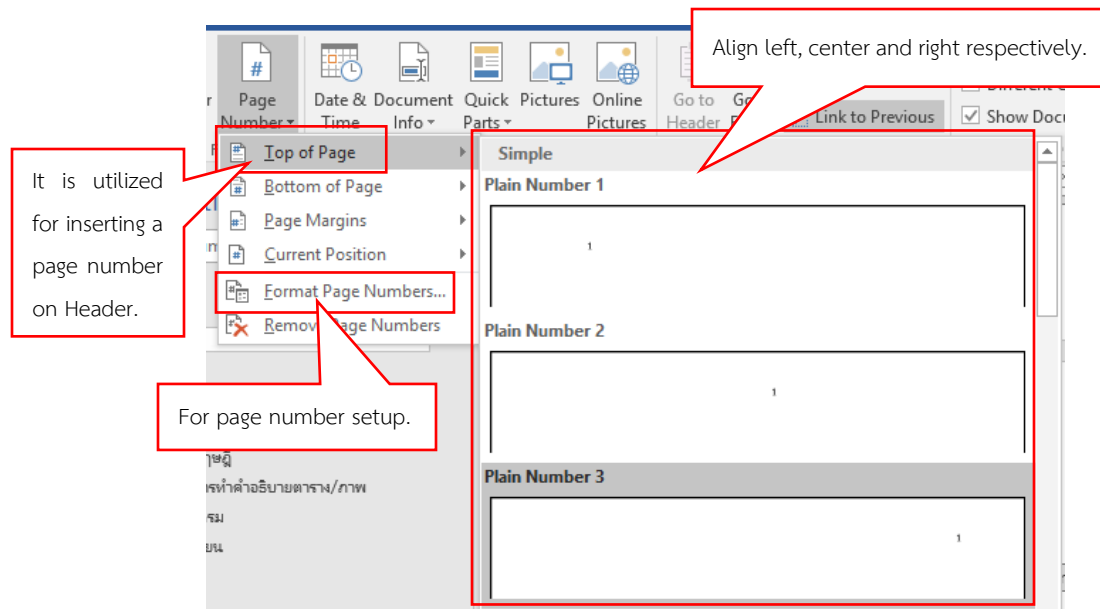 Align left, center and right respectively.
#
Page Date & Document Quick Pictures Online Go to
Number Time Info Parts Pictures Header Link to Previous Show Docu
Top of Page Simple
It is utilized
for inserting a
page number
on Header.
Bottom of Page
Page Margins
Current Position
Format Page Numbers...
Remov Page Numbers
For page number setup.
Plain Number 1
1
Plain Number 2
1
Plain Number 3
1
ารทำคำอธิบายตาราง/ภาพ
รม
ยน